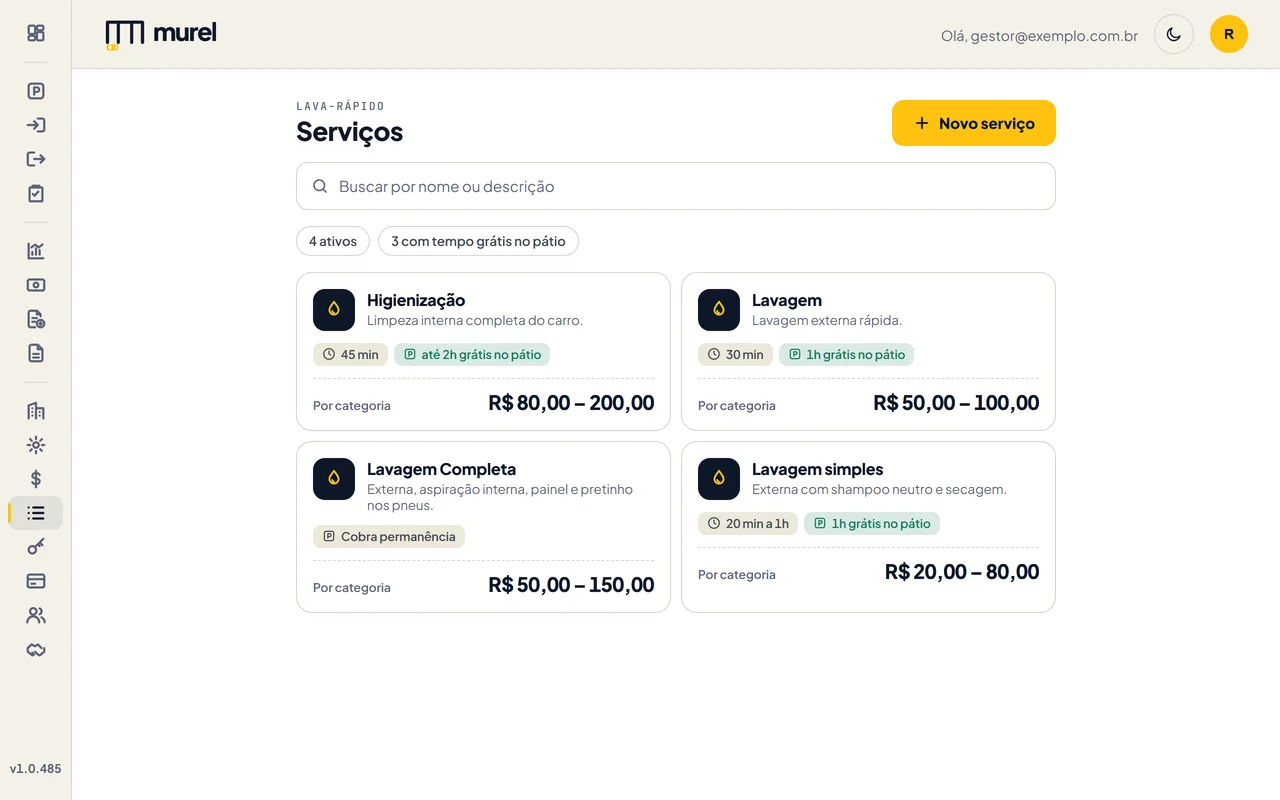 murel
Olá, gestor@exemplo.com.br
R
LAVA-RÁPIDO
Serviços
Novo serviço
Buscar por nome ou descrição
4 ativos
3 com tempo grátis no pátio
Higienização
Limpeza interna completa do carro.
45 min
até 2h grátis no pátio
Por categoria
R$ 80,00 – 200,00
Lavagem
Lavagem externa rápida.
30 min
1h grátis no pátio
Por categoria
R$ 50,00 – 100,00
Lavagem Completa
Externa, aspiração interna, painel e pretinho
nos pneus.
Cobra permanência
Por categoria
R$ 50,00 – 150,00
Lavagem simples
Externa com shampoo neutro e secagem.
20 min a 1h
1h grátis no pátio
Por categoria
R$ 20,00 – 80,00
v1.0.485